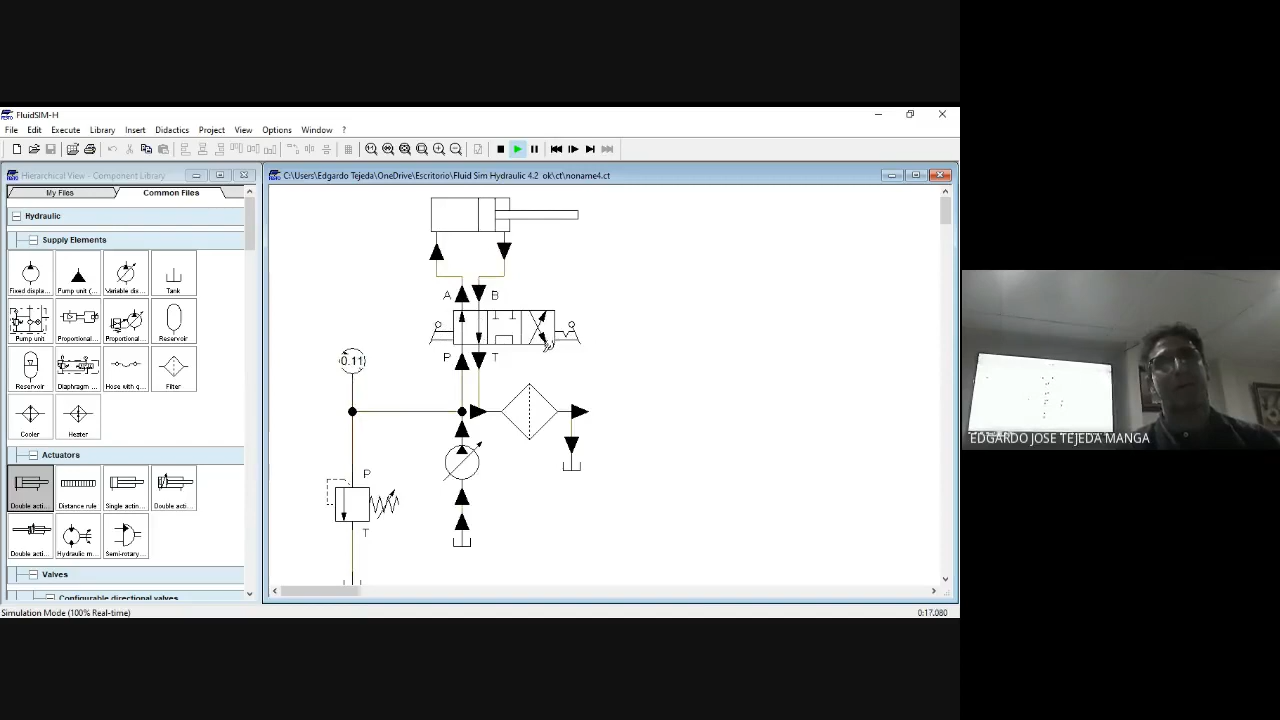 FluidSIM-H
File Edit Execute Library Insert Didactics Project View Options Window ?
Hierarchical View - Component Library
My Files Common Files
Hydraulic
Supply Elements
Fixed displa... Pump unit (... Variable dis... Tank
Pump unit Proportional... Proportional... Reservoir
Reservoir Diaphragm ... Hose with q... Filter
Cooler Heater
Actuators
Double acti... Distance rule Single actin... Double acti...
Double acti... Hydraulic m... Semi-rotary...
Valves
Configurable directional valves
C:\Users\Edgardo Tejeda\OneDrive\Escritorio\Fluid Sim Hydraulic 4.2 ok\ct\noname4.ct
A B
P T
0.11
P
T
Simulation Mode (100% Real-time)
0:17.080
EDGARDO JOSE TEJEDA MANGA